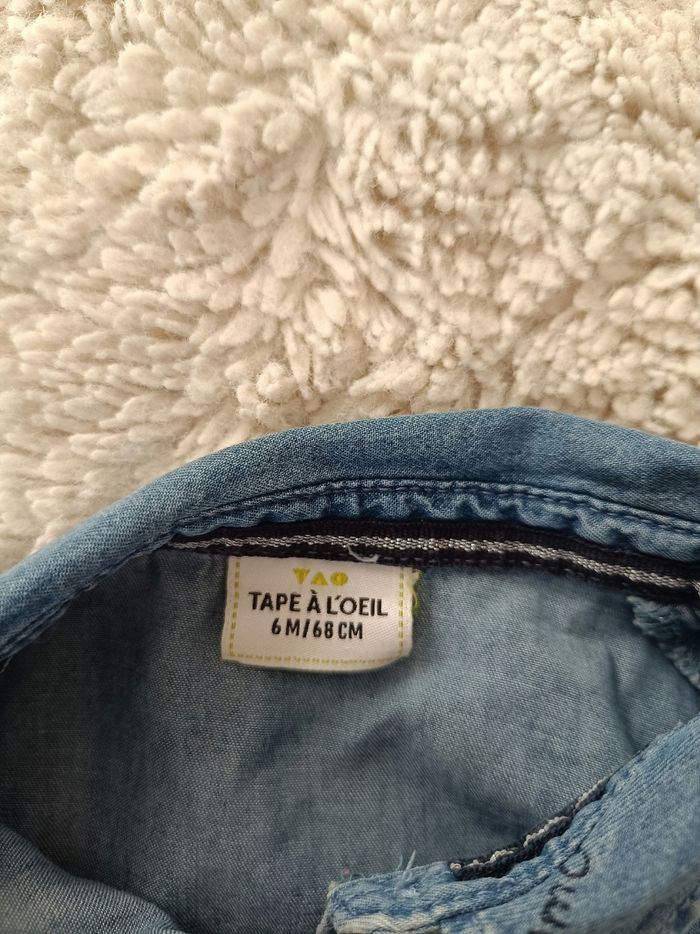 TAO
TAPE À L'OEIL
6M/68CM